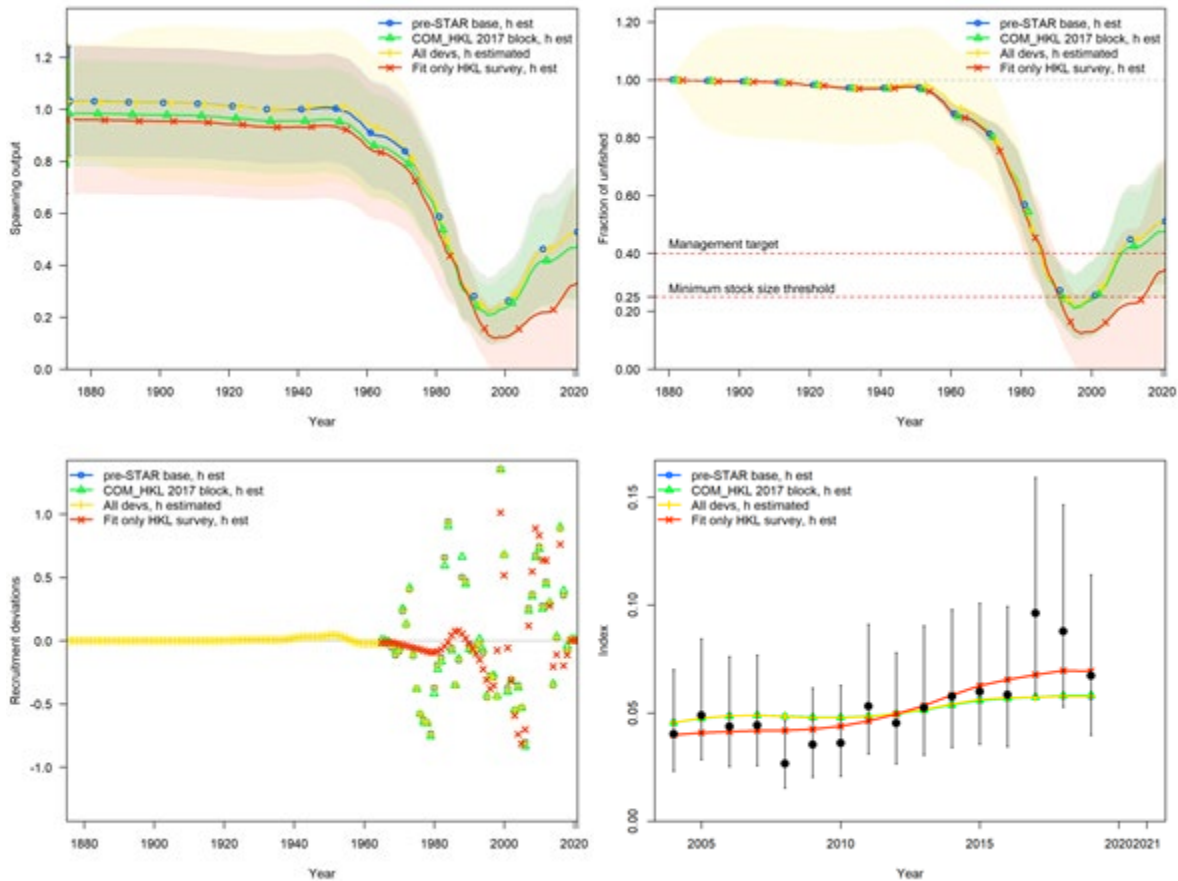 pre-STAR base, h est
COM_HKL 2017 block, h est
All devs, h estimated
Fit only HKL survey, h est
Spawning output
1.2
1.0
0.8
0.6
0.4
0.2
0.0
1880 1900 1920 1940 1960 1980 2000 2020
Year
pre-STAR base, h est
COM_HKL 2017 block, h est
All devs, h estimated
Fit only HKL survey, h est
Fraction of unfished
1.20
1.00
0.80
0.60
0.40
0.25
0.20
0.00
Management target
Minimum stock size threshold
1880 1900 1920 1940 1960 1980 2000 2020
Year
pre-STAR base, h est
COM_HKL 2017 block, h est
All devs, h estimated
Fit only HKL survey, h est
Recruitment deviations
1.0
0.5
0.0
-0.5
-1.0
1880 1900 1920 1940 1960 1980 2000 2020
Year
pre-STAR base, h est
COM_HKL 2017 block, h est
All devs, h estimated
Fit only HKL survey, h est
Index
0.15
0.10
0.05
0.00
2005 2010 2015 20202021
Year